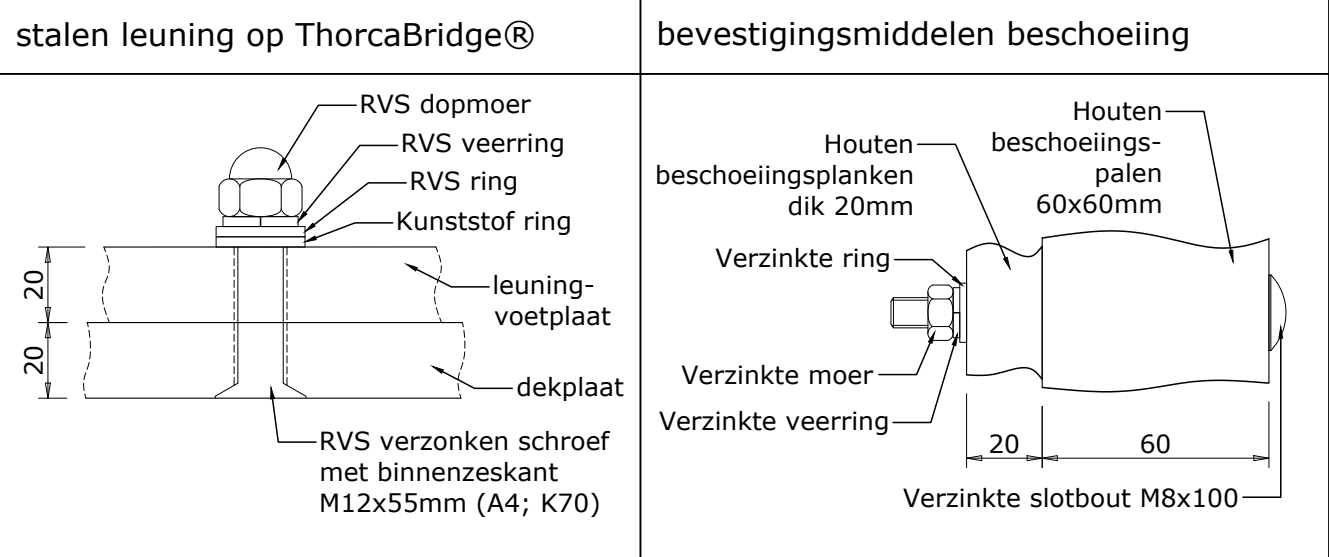 stalen leuning op ThorcaBridge®
RVS dopmoer
RVS veerring
RVS ring
Kunststof ring
20
20
leuning-
voetplaat
dekplaat
RVS verzonken schroef
met binnenzeskant
M12x55mm (A4; K70)
bevestigingsmiddelen beschoeiing
Houten
beschoeiings-
palen
60x60mm
Houten
beschoeiingsplanken
dik 20mm
Verzinkte ring
Verzinkte moer
Verzinkte veerring
20
60
Verzinkte slotbout M8x100